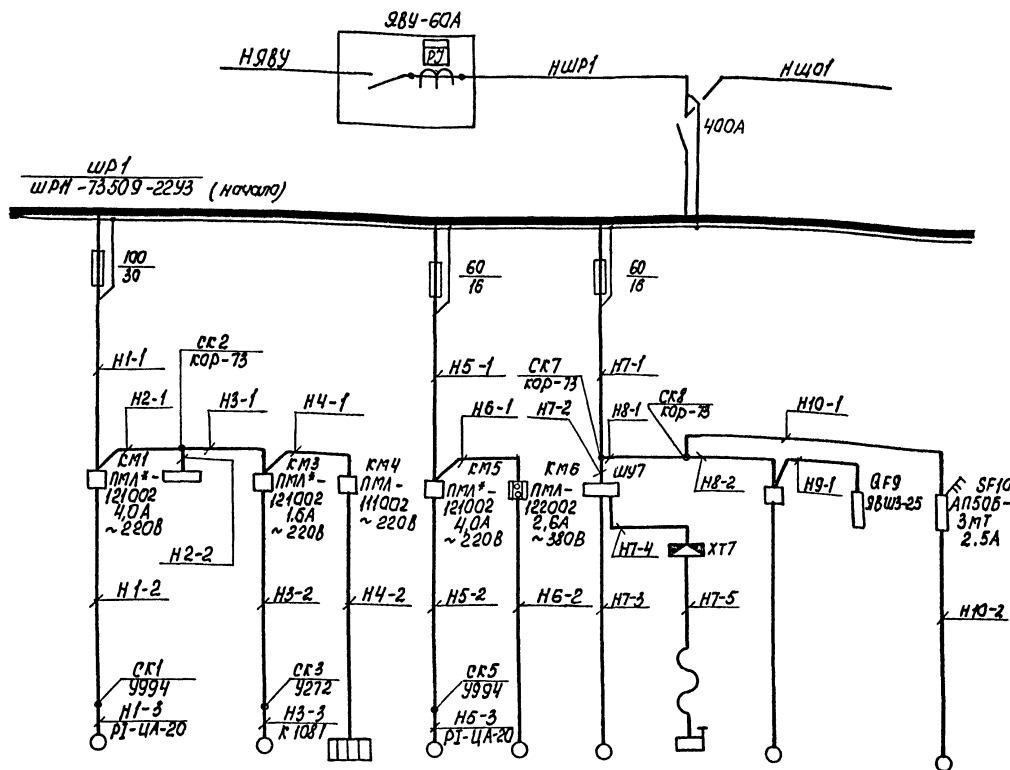 ЯВУ-60А
НЯВУ
РЈ
НШР1
НЩО1
400А
ШР1
ШР11-73509-22У3 (начало)
100
30
60
16
60
16
СК2
КОР-73
Н1-1
Н2-1
Н3-1
Н4-1
Н5-1
Н6-1
СК7
КОР-73
Н7-1
Н7-2
Н8-1
СК8
КОР-73
Н10-1
КМ1
ПМЛ*-
121002
4,0А
~220В
КМ3
ПМЛ*-
121002
1.6А
~220В
КМ4
ПМЛ-
111002
~220В
КМ5
ПМЛ*-
121002
4,0А
~220В
КМ6
ПМЛ-
122002
2,6А
~380В
ШУ7
Н8-2
Н9-1
QF9
ЯВШ3-25
SF10
АП50Б-
3МТ
2.5А
Н2-2
Н7-4
ХТ7
Н1-2
Н3-2
Н4-2
Н5-2
Н6-2
Н7-3
Н7-5
Н10-2
СК1
У994
Н1-3
РI-ЦА-20
СК3
У272
Н3-3
К1081
СК5
У994
Н5-3
РI-ЦА-20